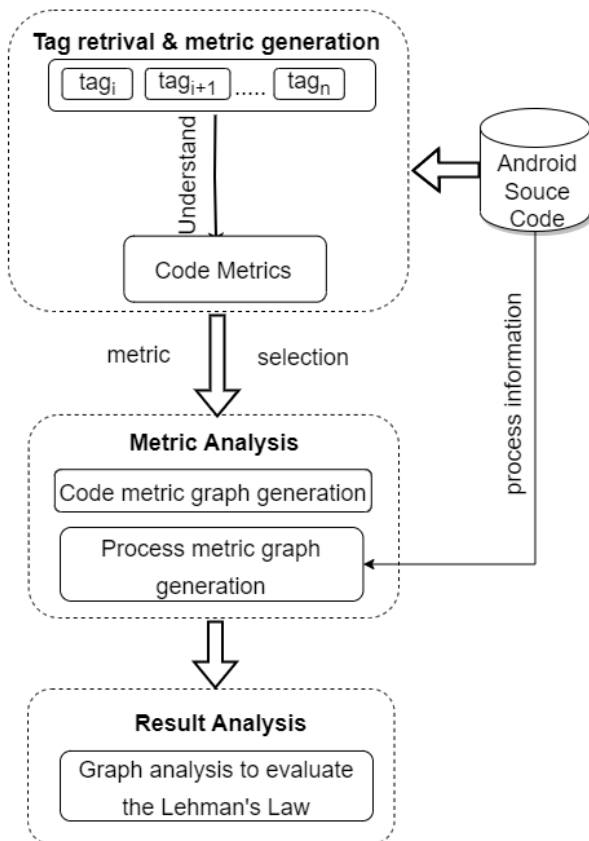 Tag retrival & metric generation
tagi tagi+1 ..... tagn
Understand
Code Metrics
Android
Souce
Code
metric selection
process information
Metric Analysis
Code metric graph generation
Process metric graph
generation
Result Analysis
Graph analysis to evaluate
the Lehman's Law